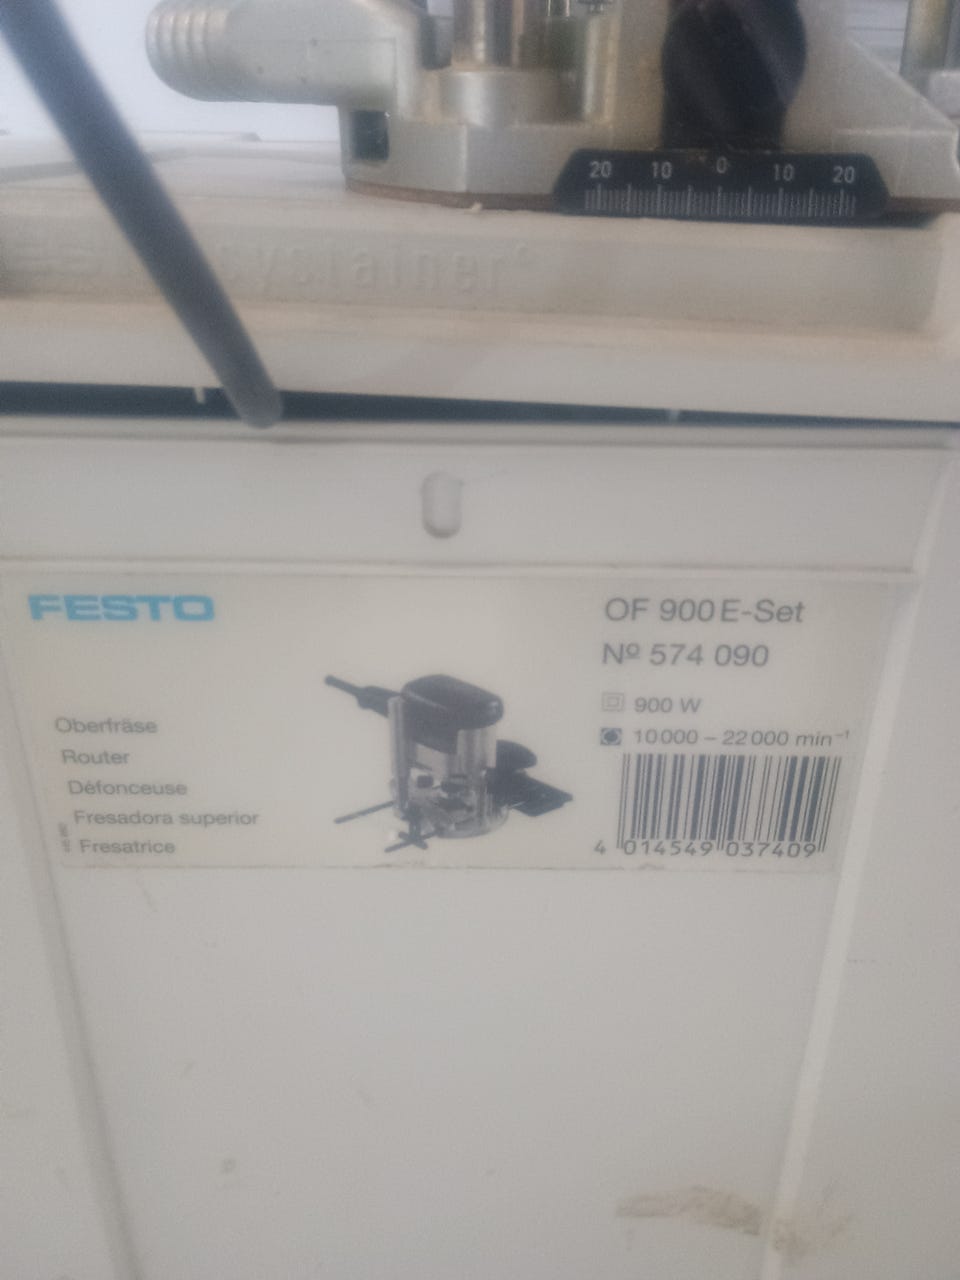 20 10 0 10 20
systainer®
FESTO
OF 900 E-Set
Nº 574 090
900 W
10000 – 22000 min⁻¹
Oberfräse
Router
Défonceuse
Fresadora superior
Fresatrice
4 014549 037409